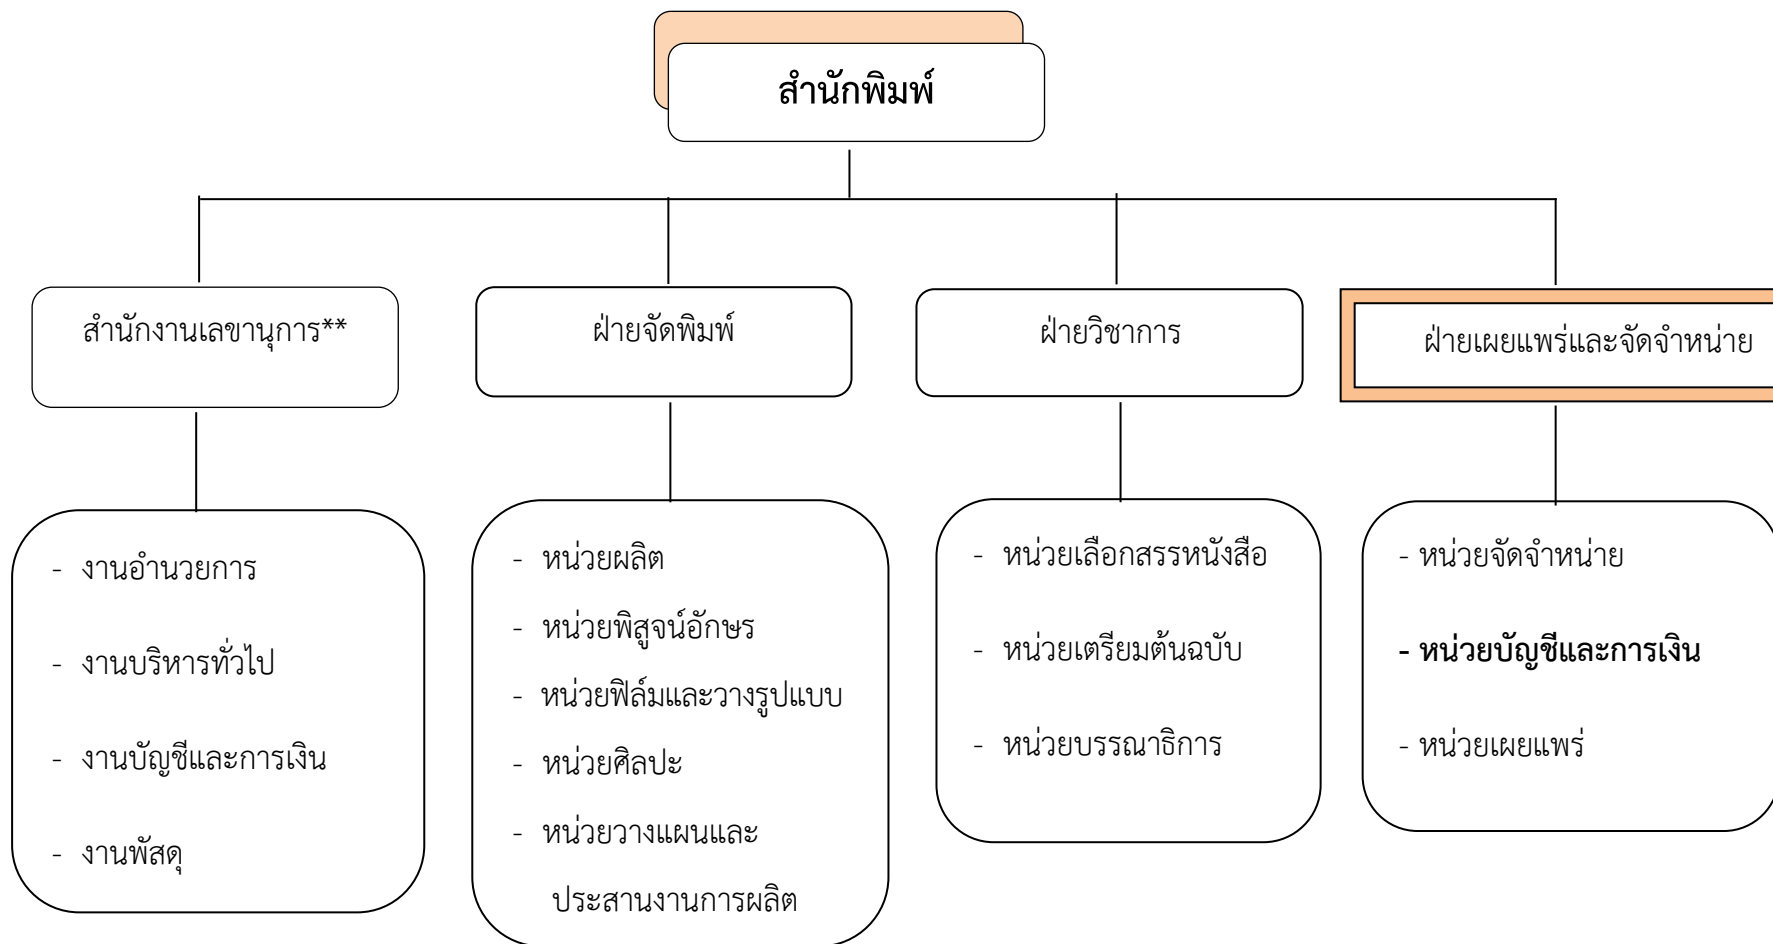 สำนักพิมพ์
สำนักงานเลขานุการ**
ฝ่ายจัดพิมพ์
ฝ่ายวิชาการ
ฝ่ายเผยแพร่และจัดจำหน่าย
- งานอำนวยการ
- งานบริหารทั่วไป
- งานบัญชีและการเงิน
- งานพัสดุ
- หน่วยผลิต
- หน่วยพิสูจน์อักษร
- หน่วยฟิล์มและวางรูปแบบ
- หน่วยศิลปะ
- หน่วยวางแผนและ
ประสานงานการผลิต
- หน่วยเลือกสรรหนังสือ
- หน่วยเตรียมต้นฉบับ
- หน่วยบรรณาธิการ
- หน่วยจัดจำหน่าย
- หน่วยบัญชีและการเงิน
- หน่วยเผยแพร่